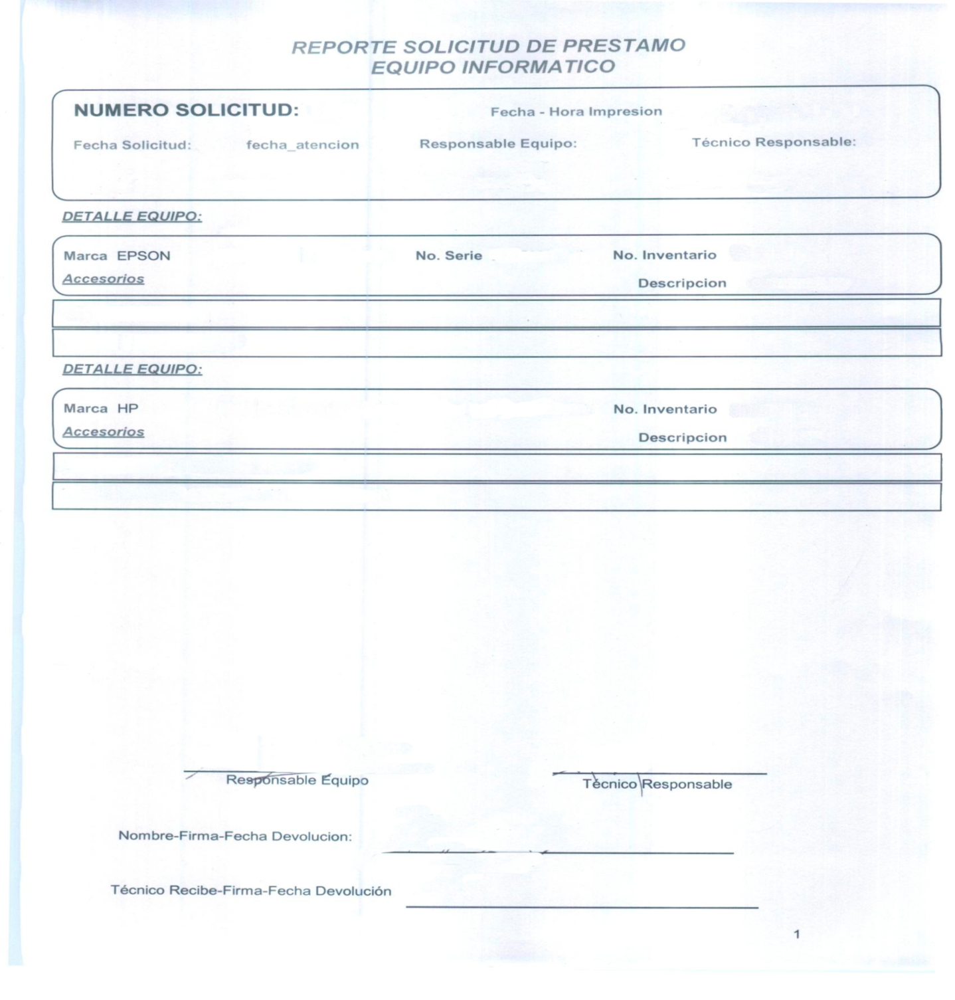 REPORTE SOLICITUD DE PRESTAMO
EQUIPO INFORMATICO
NUMERO SOLICITUD: Fecha - Hora Impresion
Fecha Solicitud: fecha_atencion Responsable Equipo: Técnico Responsable:
DETALLE EQUIPO:
Marca EPSON No. Serie No. Inventario
Accesorios Descripcion
DETALLE EQUIPO:
Marca HP No. Inventario
Accesorios Descripcion
Responsable Equipo Técnico Responsable
Nombre-Firma-Fecha Devolucion:
Técnico Recibe-Firma-Fecha Devolución
1